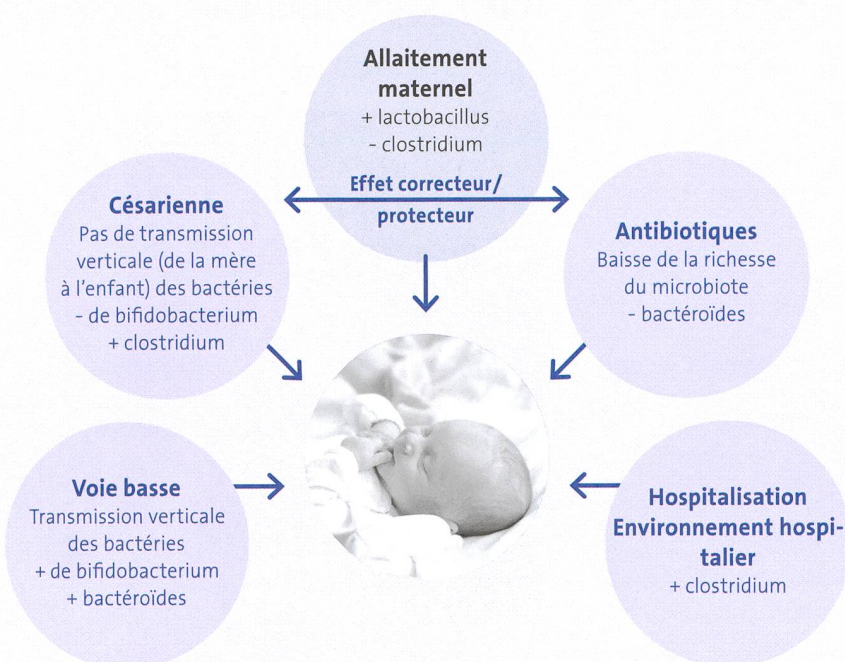 Allaitement
maternel
+ lactobacillus
- clostridium
Effet correcteur/
protecteur
Césarienne
Pas de transmission
verticale (de la mère
à l'enfant) des bactéries
- de bifidobacterium
+ clostridium
Antibiotiques
Baisse de la richesse
du microbiote
- bactéroïdes
Voie basse
Transmission verticale
des bactéries
+ de bifidobacterium
+ bactéroïdes
Hospitalisation
Environnement hospi-
talier
+ clostridium